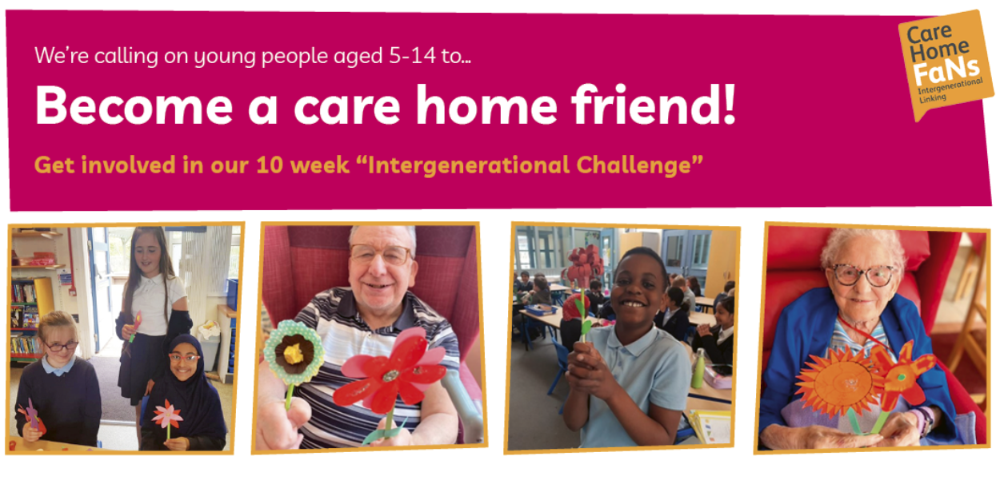 We're calling on young people aged 5-14 to...
Become a care home friend!
Get involved in our 10 week “Intergenerational Challenge”
Care
Home
FaNs
Intergenerational
Linking